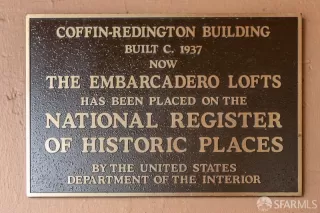 COFFIN-REDINGTON BUILDING
BUILT C. 1937
NOW
THE EMBARCADERO LOFTS
HAS BEEN PLACED ON THE
NATIONAL REGISTER
OF HISTORIC PLACES
BY THE UNITED STATES
DEPARTMENT OF THE INTERIOR
SFARMLS